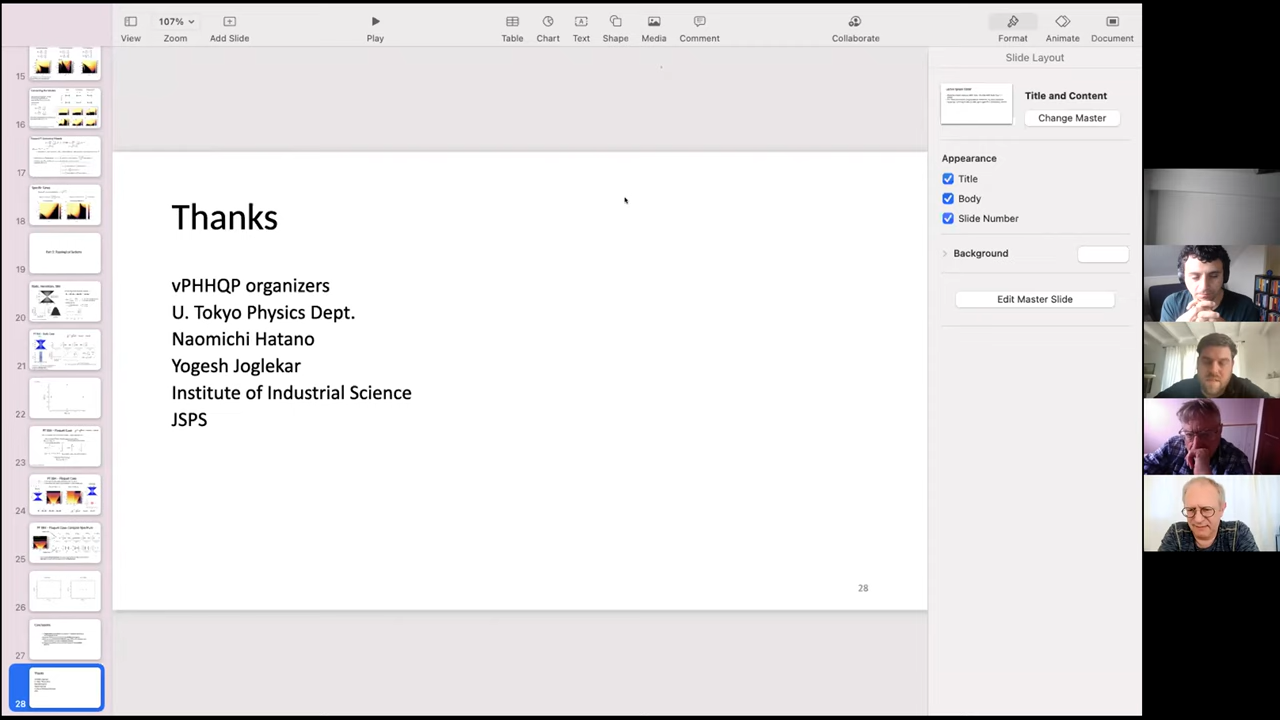 107%
View
Zoom
Add Slide
Play
Table
Chart
Text
Shape
Media
Comment
Collaborate
Format
Animate
Document
Slide Layout
Title and Content
Change Master
Appearance
Title
Body
Slide Number
Background
Edit Master Slide
Thanks
vPHHQP organizers
U. Tokyo Physics Dept.
Naomichi Hatano
Yogesh Joglekar
Institute of Industrial Science
JSPS
28
15
16
17
18
19
20
21
22
23
24
25
26
27
Thanks
28